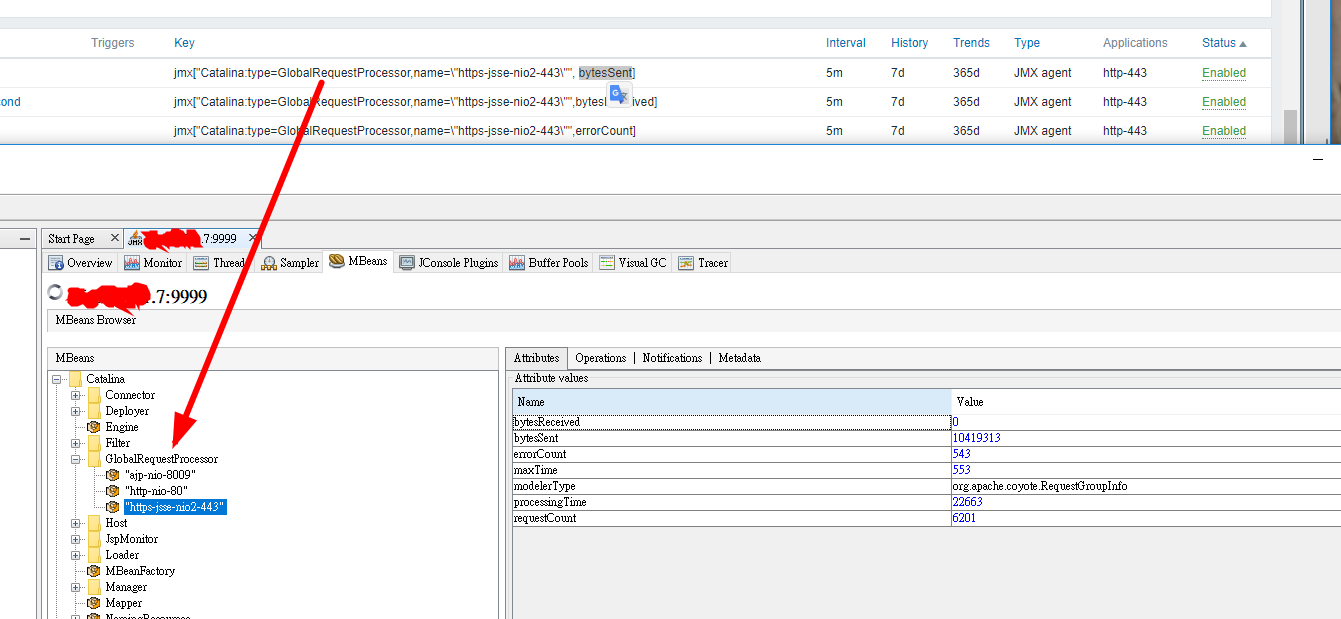 Triggers Key Interval History Trends Type Applications Status
jmx["Catalina:type=GlobalRequestProcessor,name=\"https-jsse-nio2-443\"", bytesSent] 5m 7d 365d JMX agent http-443 Enabled
ond jmx["Catalina:type=GlobalRequestProcessor,name=\"https-jsse-nio2-443\"",bytes ived] 5m 7d 365d JMX agent http-443 Enabled
jmx["Catalina:type=GlobalRequestProcessor,name=\"https-jsse-nio2-443\"",errorCount] 5m 7d 365d JMX agent http-443 Enabled
Start Page JMX .7:9999
Overview Monitor Thread Sampler MBeans JConsole Plugins Buffer Pools Visual GC Tracer
.7:9999
MBeans Browser
MBeans
Catalina
Connector
Deployer
Engine
Filter
GlobalRequestProcessor
"ajp-nio-8009"
"http-nio-80"
"https-jsse-nio2-443"
Host
JspMonitor
Loader
MBeanFactory
Manager
Mapper
NamingResources
Attributes Operations Notifications Metadata
Attribute values
Name Value
bytesReceived 0
bytesSent 10419313
errorCount 543
maxTime 553
modelerType org.apache.coyote.RequestGroupInfo
processingTime 22663
requestCount 6201